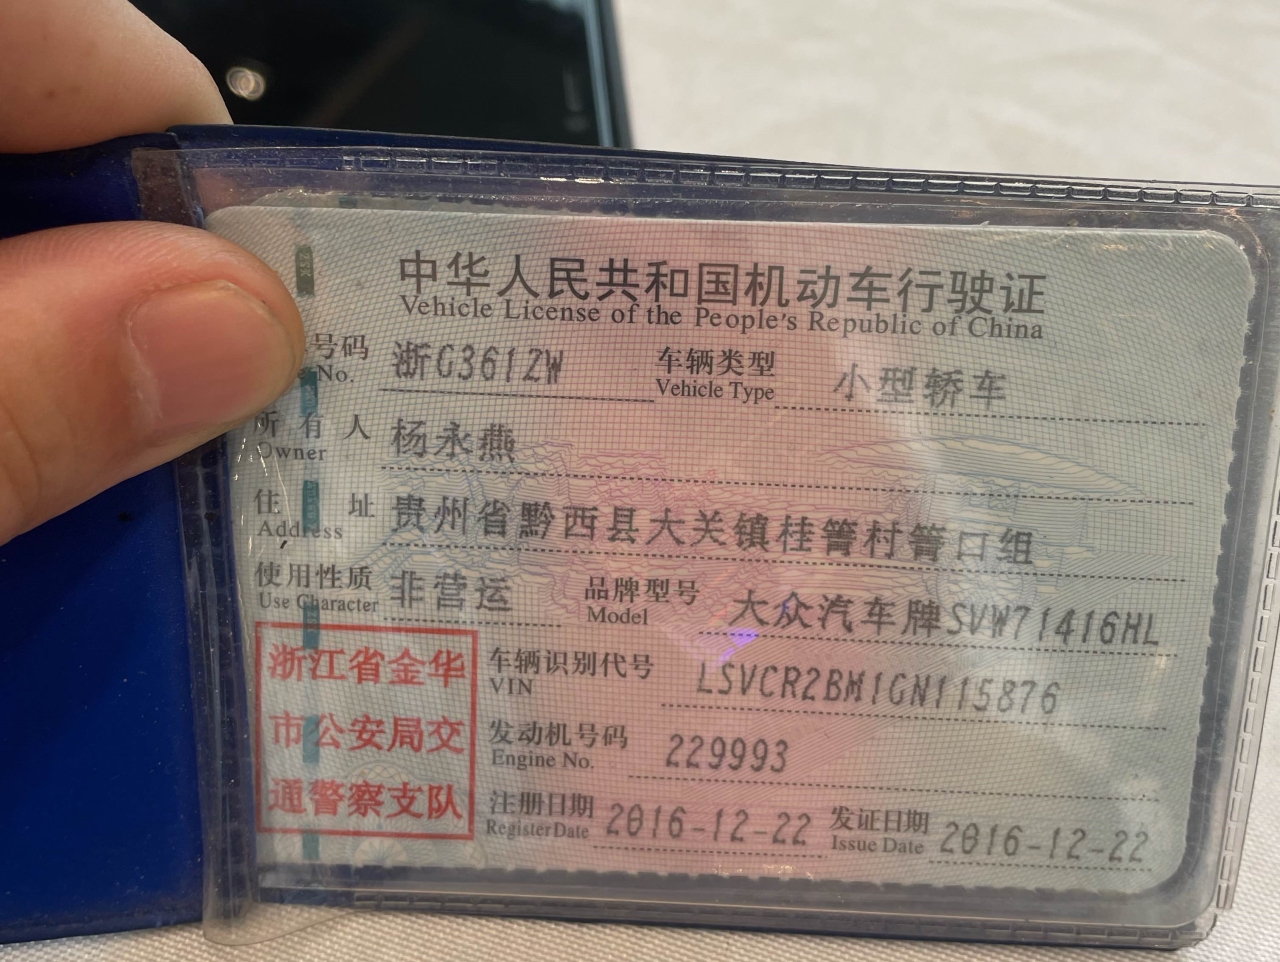 中华人民共和国机动车行驶证
Vehicle License of the People's Republic of China
号码 浙G361ZW 车辆类型 小型轿车
No. Vehicle Type
所有人 杨永燕
Owner
住址 贵州省黔西县大关镇桂箐村箐口组
Address
使用性质 非营运 品牌型号 大众汽车牌SVW71416HL
Use Character Model
浙江省金华
市公安局交
通警察支队
车辆识别代号 LSVCR2BM1GN115876
VIN
发动机号码 229993
Engine No.
注册日期 2016-12-22 发证日期 2016-12-22
Register Date Issue Date